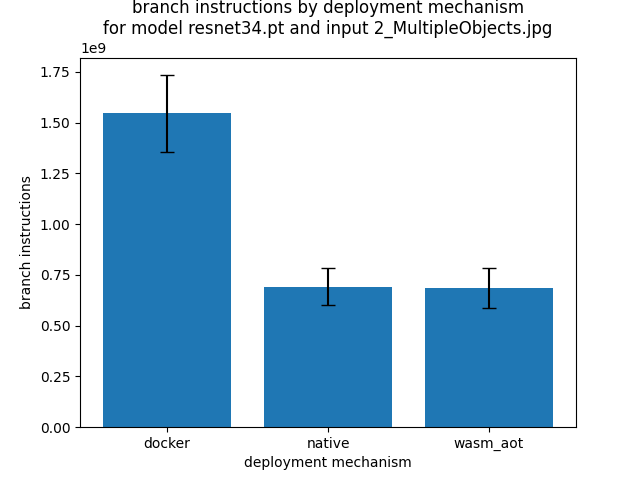 branch instructions by deployment mechanism
for model resnet34.pt and input 2_MultipleObjects.jpg
1e9
1.75
1.50
1.25
1.00
0.75
0.50
0.25
0.00
branch instructions
docker
native
wasm_aot
deployment mechanism